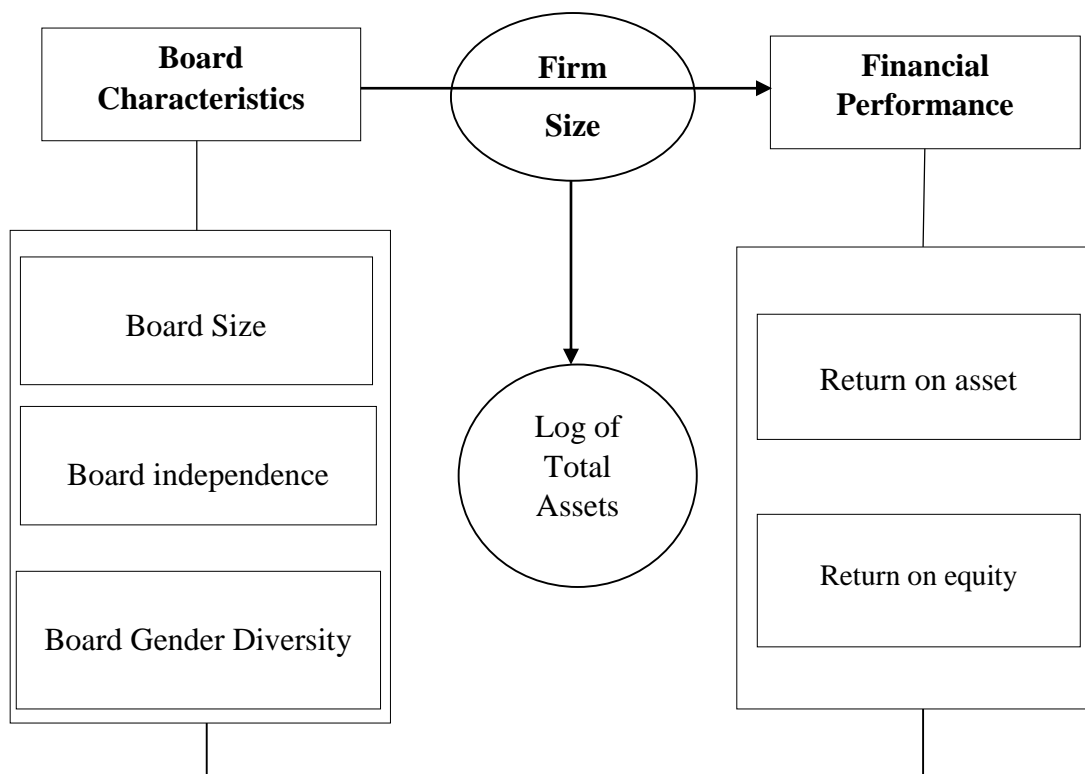 Board
Characteristics
Firm
Size
Financial
Performance
Board Size
Board independence
Board Gender Diversity
Log of
Total
Assets
Return on asset
Return on equity